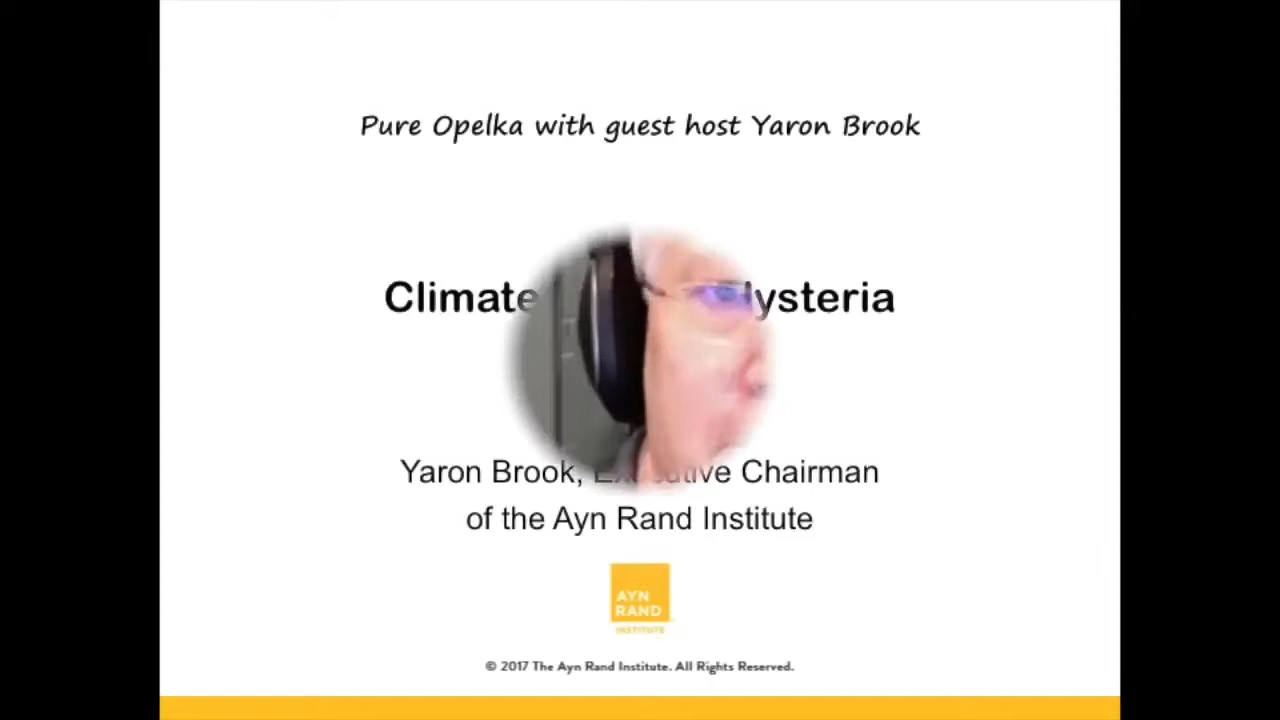 Pure Opelka with guest host Yaron Brook
Climate ysteria
Yaron Brook, Chairman
of the Ayn Rand Institute
AYN
RAND
INSTITUTE
© 2017 The Ayn Rand Institute. All Rights Reserved.